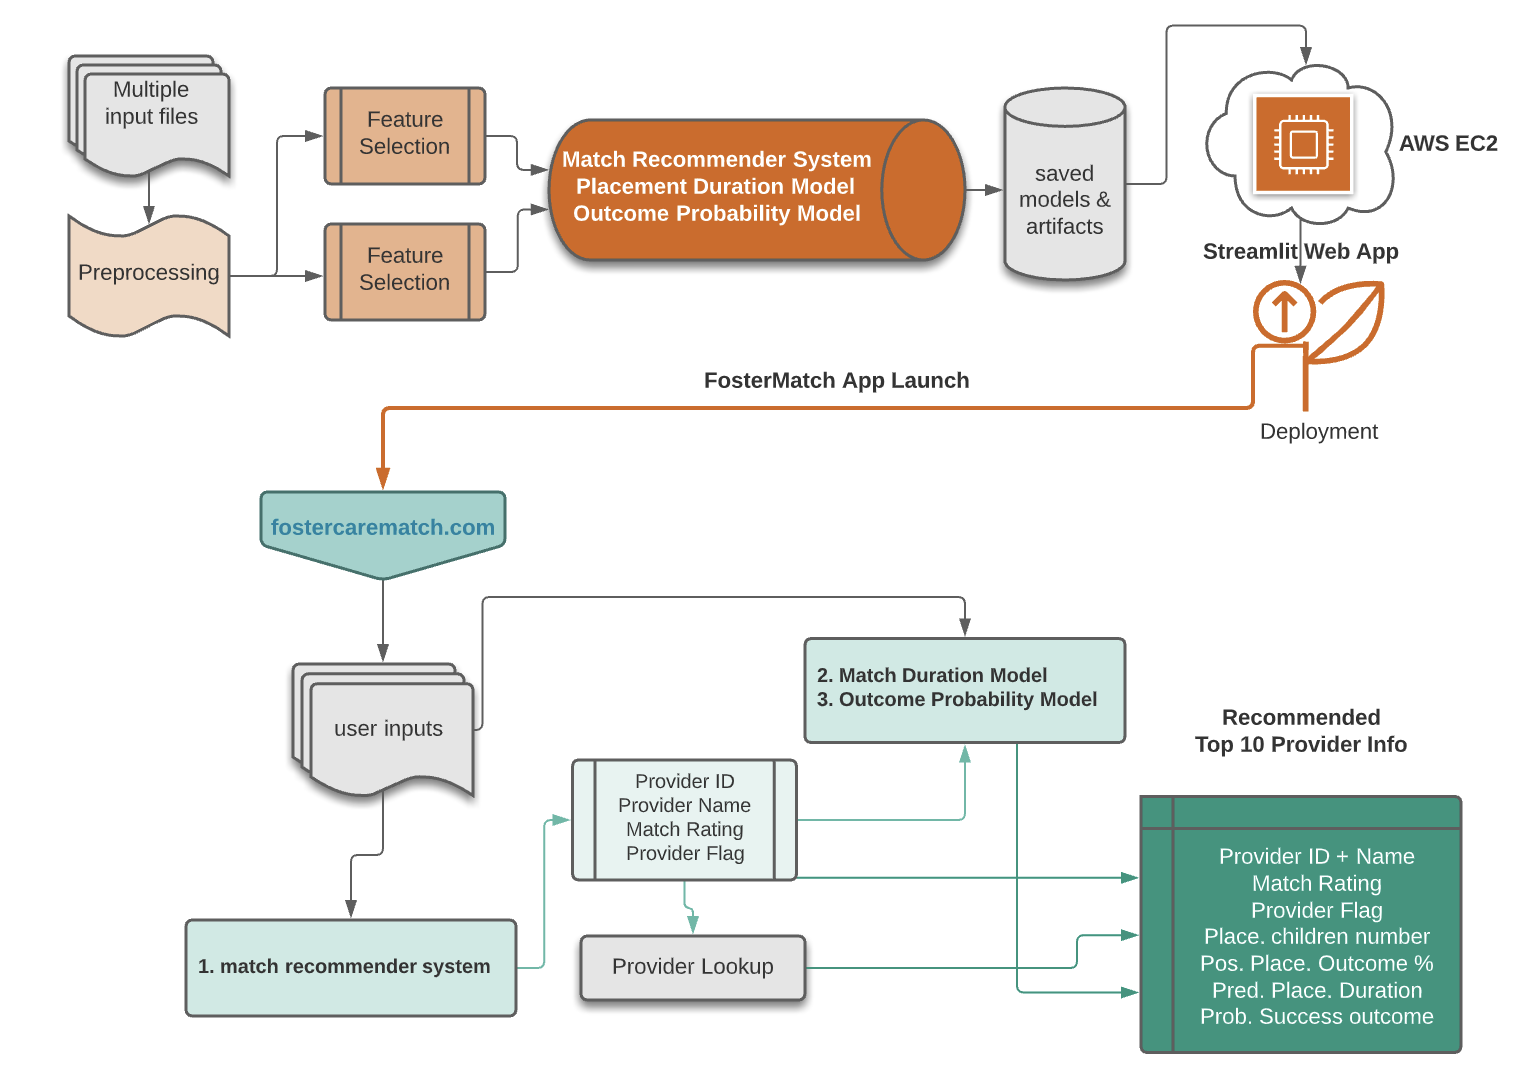 Multiple
input files
Preprocessing
Feature
Selection
Feature
Selection
Match Recommender System
Placement Duration Model
Outcome Probability Model
saved
models &
artifacts
AWS EC2
Streamlit Web App
Deployment
FosterMatch App Launch
fostercarematch.com
user inputs
1. match recommender system
Provider ID
Provider Name
Match Rating
Provider Flag
Provider Lookup
2. Match Duration Model
3. Outcome Probability Model
Recommended
Top 10 Provider Info
Provider ID + Name
Match Rating
Provider Flag
Place. children number
Pos. Place. Outcome %
Pred. Place. Duration
Prob. Success outcome